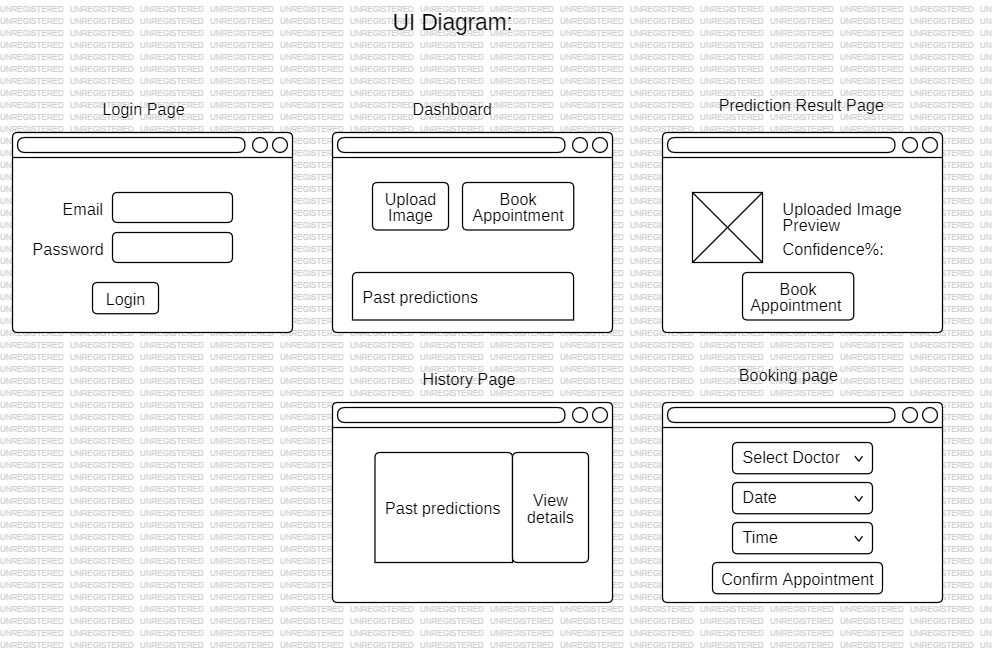 UI Diagram:
Login Page
Email
Password
Login
Dashboard
Upload
Image
Book
Appointment
Past predictions
Prediction Result Page
Uploaded Image
Preview
Confidence%:
Book
Appointment
History Page
Past predictions
View
details
Booking page
Select Doctor
Date
Time
Confirm Appointment
UNREGISTERED